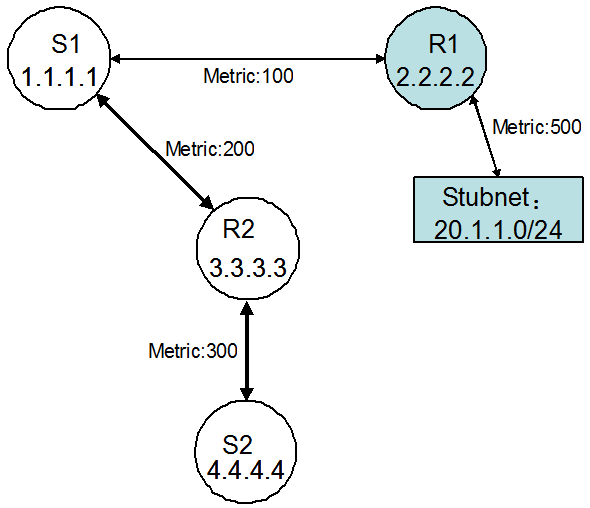 S1
1.1.1.1
R1
2.2.2.2
Metric:100
Metric:500
Metric:200
Stubnet：
20.1.1.0/24
R2
3.3.3.3
Metric:300
S2
4.4.4.4